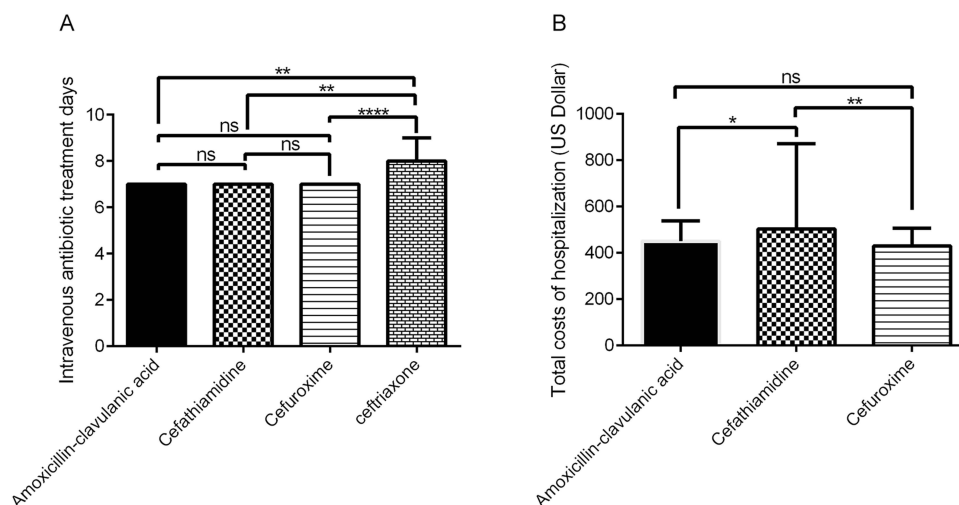 A
Intravenous antibiotic treatment days
10
8
6
4
2
0
**
**
****
ns
ns
ns
Amoxicillin-clavulanic acid
Cefathiamidine
Cefuroxime
ceftriaxone
B
Total costs of hospitalization (US Dollar)
1000
800
600
400
200
0
ns
**
*
Amoxicillin-clavulanic acid
Cefathiamidine
Cefuroxime